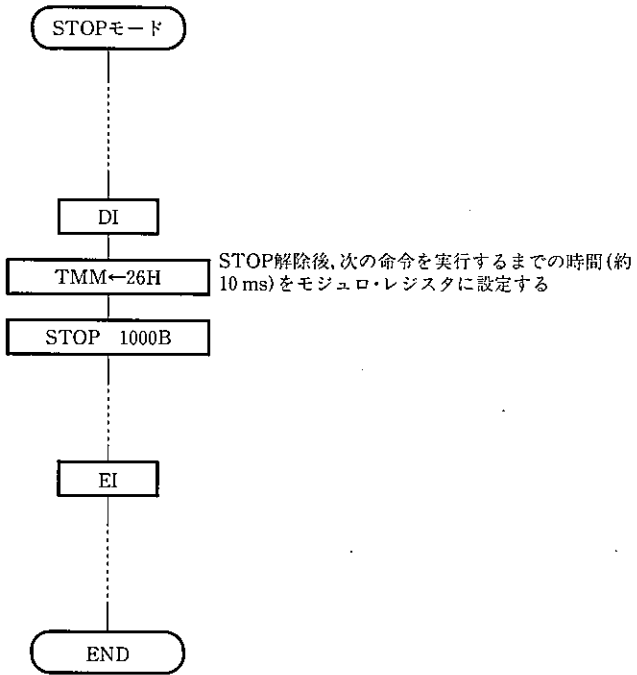 STOPモード
DI
TMM←26H
STOP解除後,次の命令を実行するまでの時間(約
10 ms)をモジュロ・レジスタに設定する
STOP 1000B
EI
END